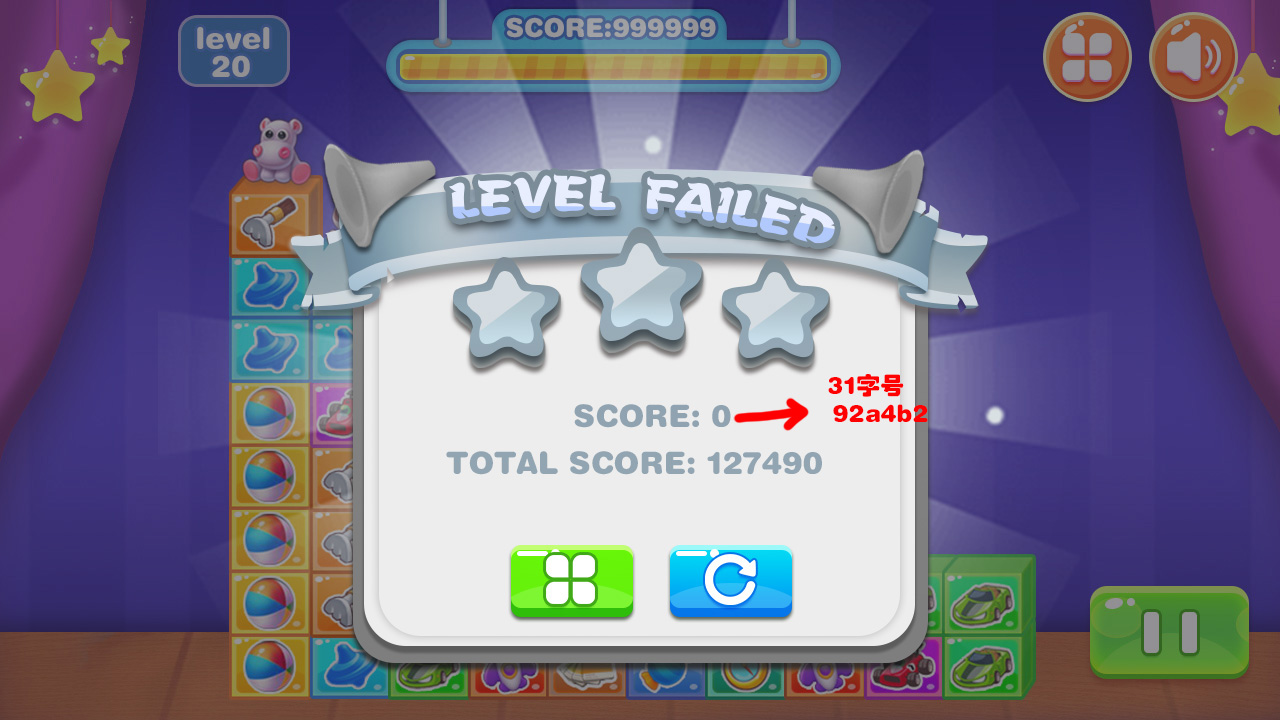 level
20
SCORE:999999
LEVEL FAILED
31字号
92a4b2
SCORE: 0
TOTAL SCORE: 127490